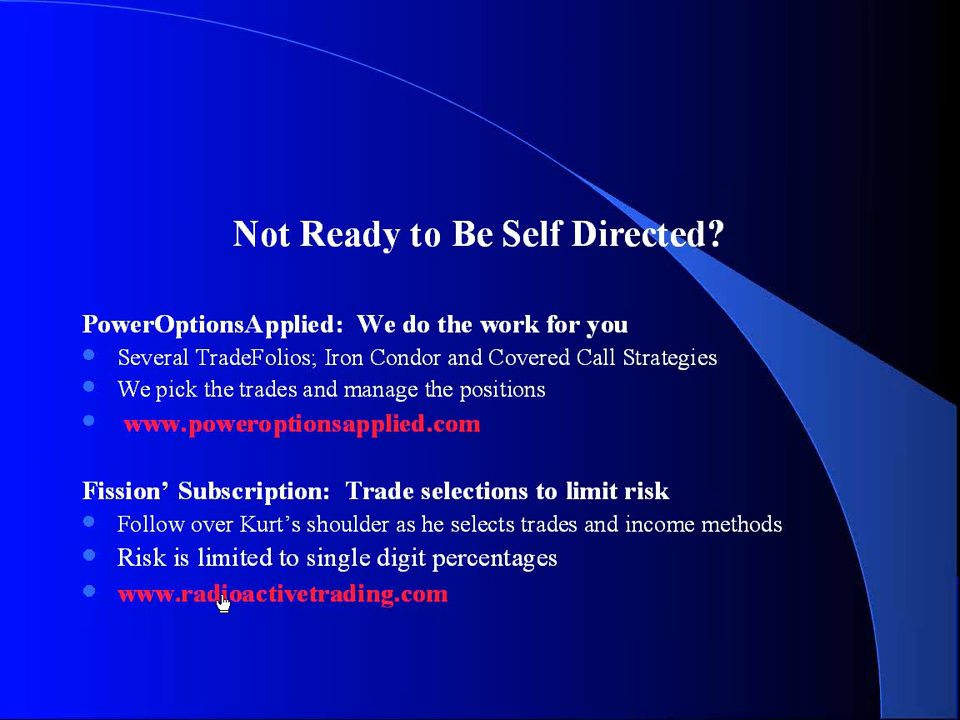 Not Ready to Be Self Directed?
PowerOptionsApplied: We do the work for you
Several TradeFolios; Iron Condor and Covered Call Strategies
We pick the trades and manage the positions
www.poweroptionsapplied.com
Fission’ Subscription: Trade selections to limit risk
Follow over Kurt’s shoulder as he selects trades and income methods
Risk is limited to single digit percentages
www.radioactivetrading.com